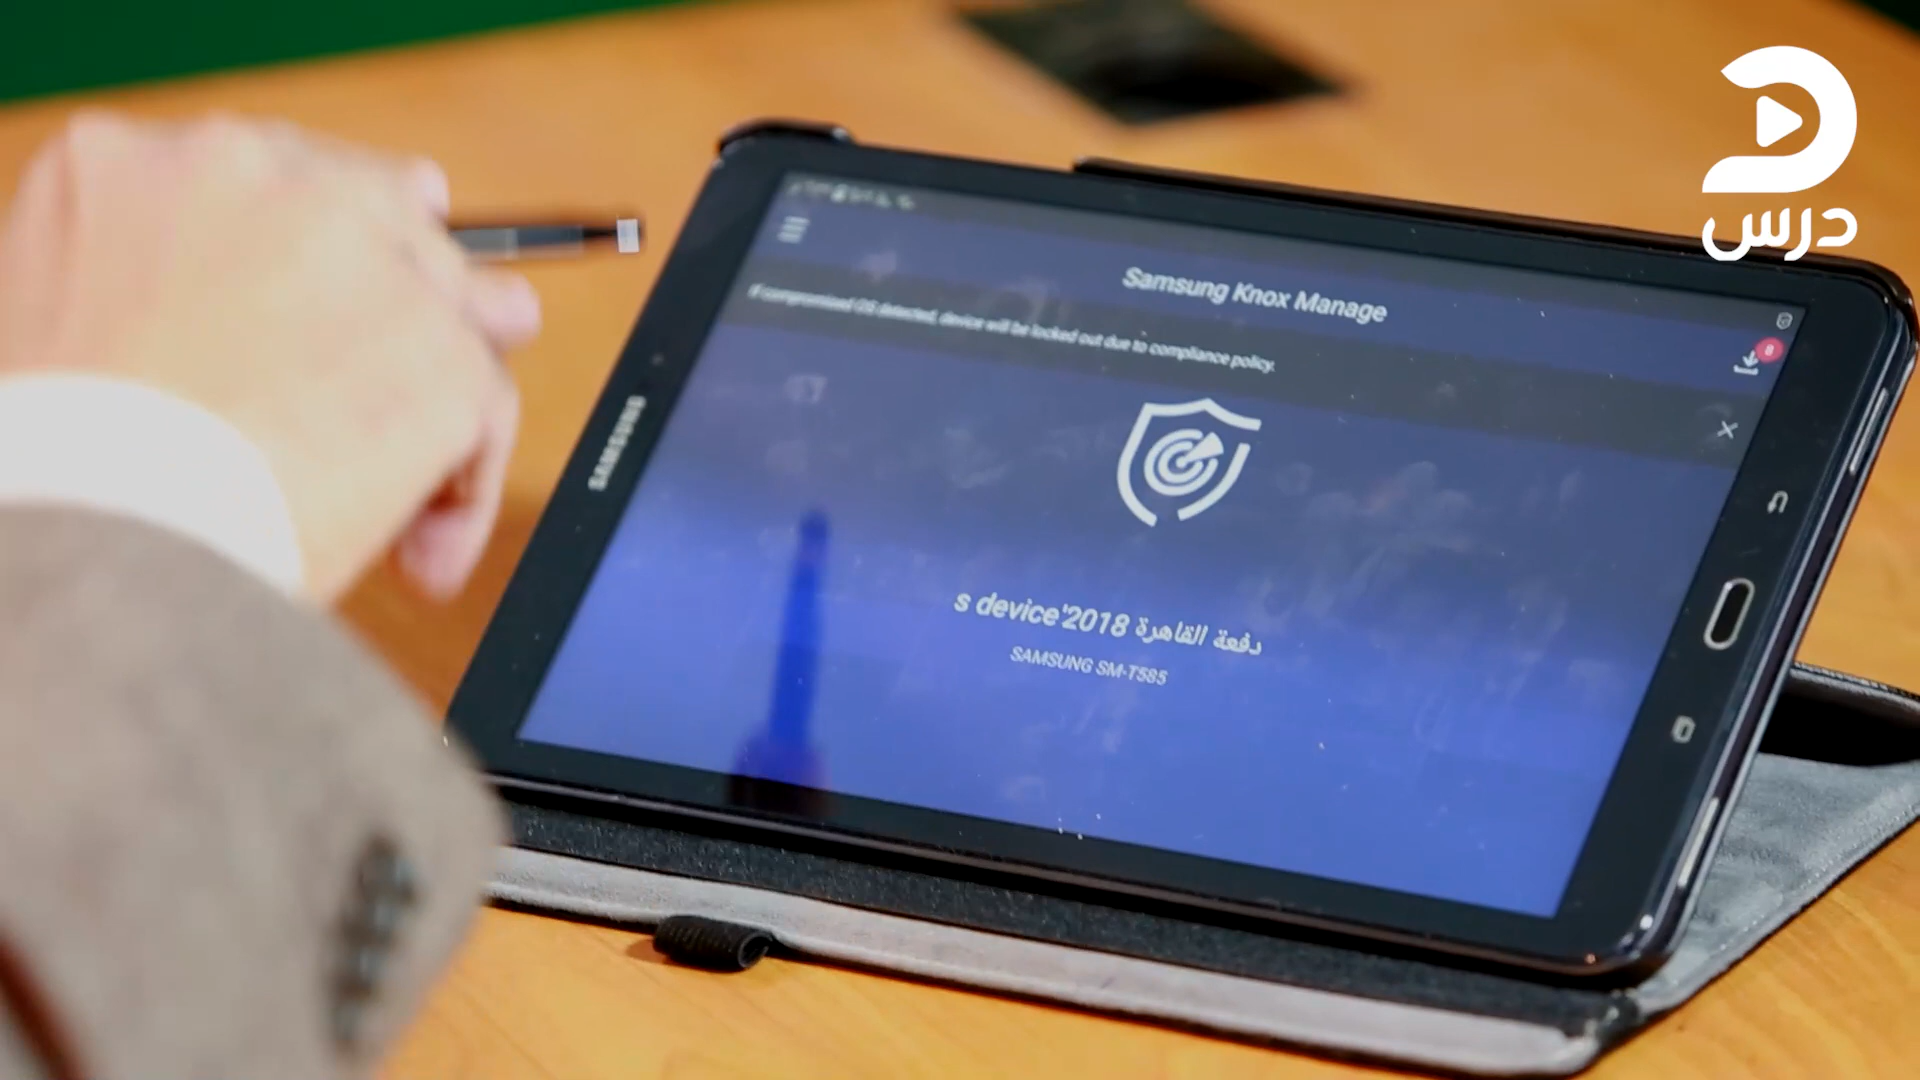 درس
Samsung Knox Manage
8
If compromised OS detected, device will be locked out due to compliance policy.
SAMSUNG
دفعة القاهرة 2018's device
SAMSUNG SM-T585